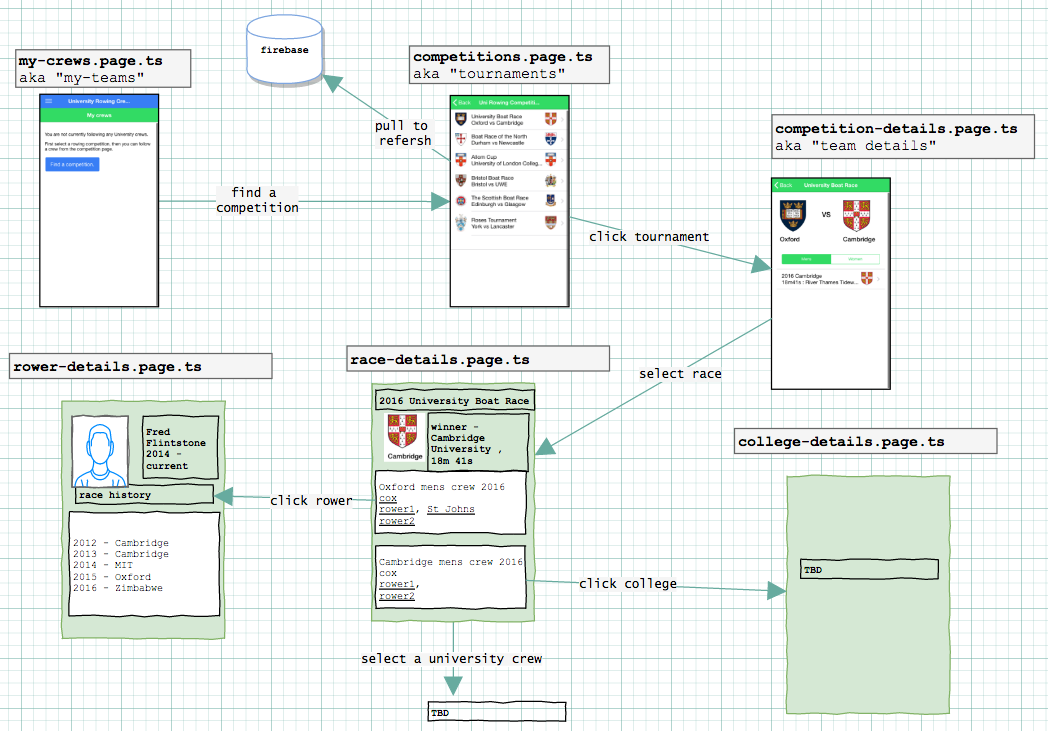 firebase
my-crews.page.ts
aka "my-teams"
University Rowing Cre...
My crews
You are not currently following any University crews.
First select a rowing competition, then you can follow
a crew from the competition page.
Find a competition.
find a
competition
pull to
refersh
competitions.page.ts
aka "tournaments"
Back
Uni Rowing Competiti...
University Boat Race
Oxford vs Cambridge
Boat Race of the North
Durham vs Newcastle
Allom Cup
University of London Colleg...
Bristol Boat Race
Bristol vs UWE
The Scottish Boat Race
Edinburgh vs Glasgow
Roses Tournament
York vs Lancaster
click tournament
competition-details.page.ts
aka "team details"
Back
University Boat Race
VS
Oxford
Cambridge
2016 Cambridge
18m41s : River Thames Tidew...
select race
race-details.page.ts
2016 University Boat Race
Cambridge
winner -
Cambridge
University ,
18m 41s
Oxford mens crew 2016
cox
rower1, St Johns
rower2
Cambridge mens crew 2016
cox
rower1,
rower2
click rower
rower-details.page.ts
Fred
Flintstone
2014 -
current
race history
2012 - Cambridge
2013 - Cambridge
2014 - MIT
2015 - Oxford
2016 - Zimbabwe
click college
college-details.page.ts
TBD
select a university crew
TBD